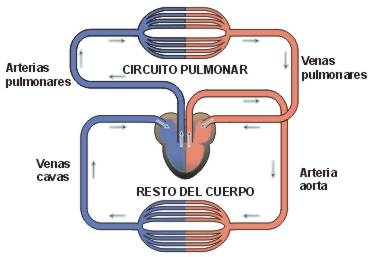 Arterias
pulmonares
CIRCUITO PULMONAR
Venas
pulmonares
Venas
cavas
RESTO DEL CUERPO
Arteria
aorta